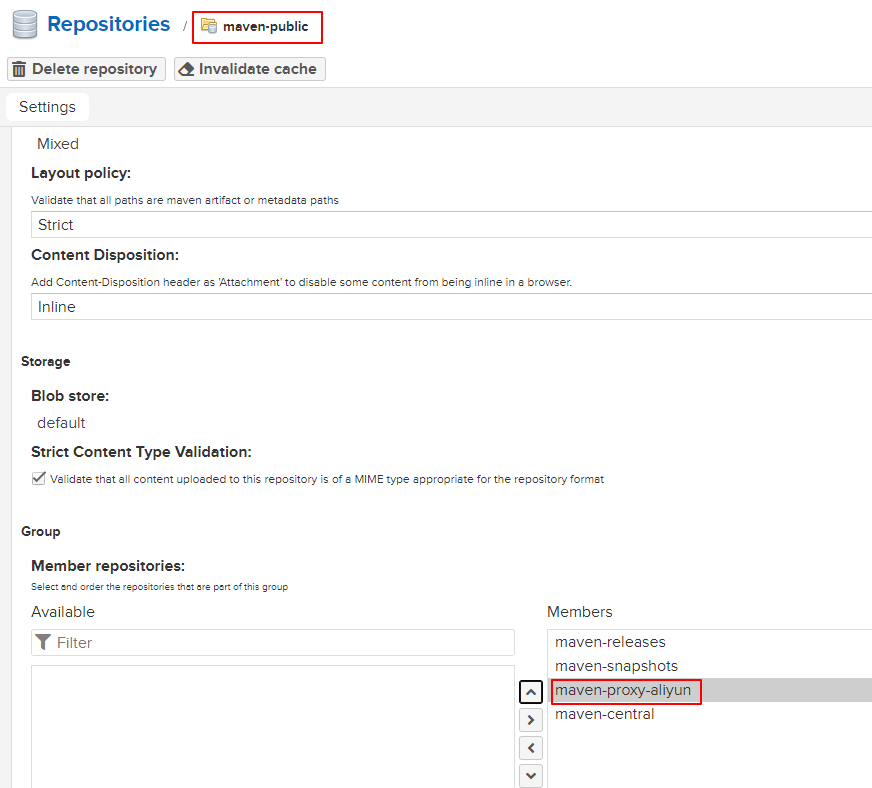 Repositories / maven-public
Delete repository Invalidate cache
Settings
Mixed
Layout policy:
Validate that all paths are maven artifact or metadata paths
Strict
Content Disposition:
Add Content-Disposition header as 'Attachment' to disable some content from being inline in a browser.
Inline
Storage
Blob store:
default
Strict Content Type Validation:
Validate that all content uploaded to this repository is of a MIME type appropriate for the repository format
Group
Member repositories:
Select and order the repositories that are part of this group
Available Members
Filter maven-releases
maven-snapshots
maven-proxy-aliyun
maven-central